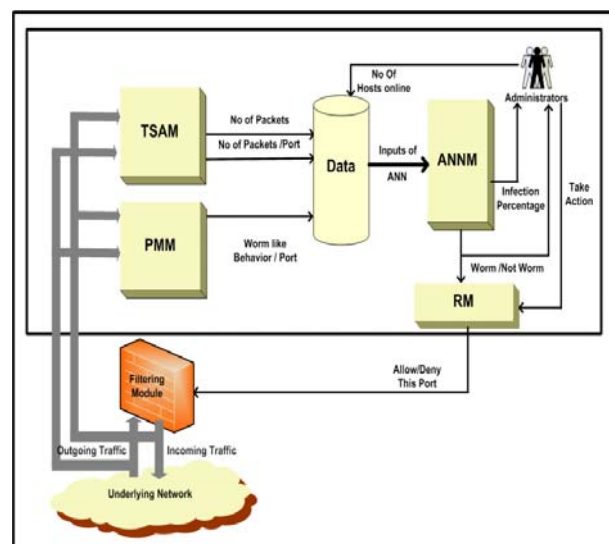 No Of
Hosts online
Administrators
TSAM
No of Packets
No of Packets /Port
Data
Inputs of
ANN
ANNM
Infection
Percentage
Take
Action
PMM
Worm like
Behavior / Port
Worm /Not Worm
RM
Filtering
Module
Allow/Deny
This Port
Outgoing Traffic
Incoming Traffic
Underlying Network